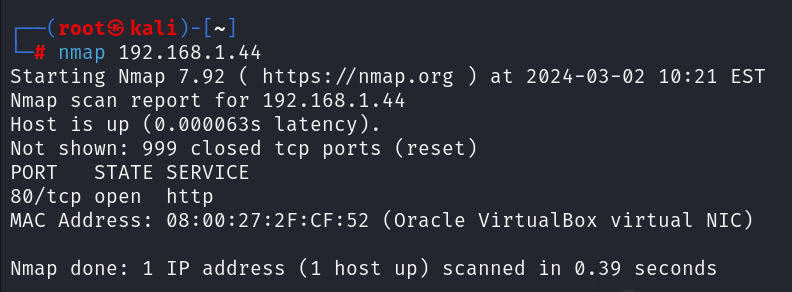 ┌──(root㉿kali)-[~]
└─# nmap 192.168.1.44
Starting Nmap 7.92 ( https://nmap.org ) at 2024-03-02 10:21 EST
Nmap scan report for 192.168.1.44
Host is up (0.000063s latency).
Not shown: 999 closed tcp ports (reset)
PORT   STATE SERVICE
80/tcp open  http
MAC Address: 08:00:27:2F:CF:52 (Oracle VirtualBox virtual NIC)

Nmap done: 1 IP address (1 host up) scanned in 0.39 seconds